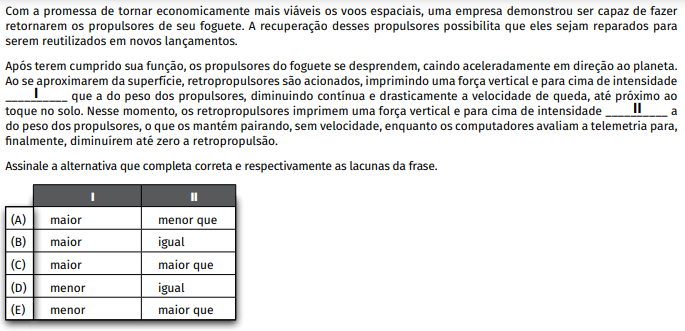 Com a promessa de tornar economicamente mais viáveis os voos espaciais, uma empresa demonstrou ser capaz de fazer
retornarem os propulsores de seu foguete. A recuperação desses propulsores possibilita que eles sejam reparados para
serem reutilizados em novos lançamentos.
Após terem cumprido sua função, os propulsores do foguete se desprendem, caindo aceleradamente em direção ao planeta.
Ao se aproximarem da superfície, retropropulsores são acionados, imprimindo uma força vertical e para cima de intensidade
____I____ que a do peso dos propulsores, diminuindo contínua e drasticamente a velocidade de queda, até próximo ao
toque no solo. Nesse momento, os retropropulsores imprimem uma força vertical e para cima de intensidade ____II____ a
do peso dos propulsores, o que os mantém pairando, sem velocidade, enquanto os computadores avaliam a telemetria para,
finalmente, diminuírem até zero a retropropulsão.
Assinale a alternativa que completa correta e respectivamente as lacunas da frase.
I II
(A) maior menor que
(B) maior igual
(C) maior maior que
(D) menor igual
(E) menor maior que